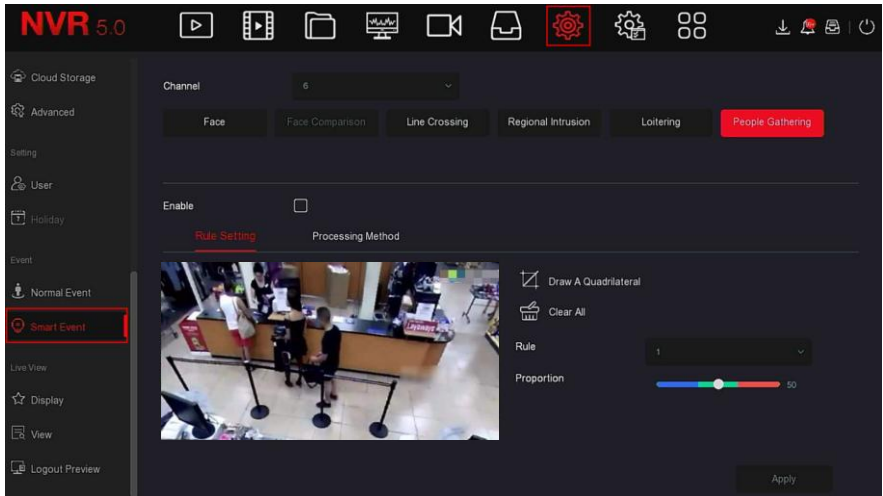 NVR 5.0
Cloud Storage
Advanced
Setting
User
Holiday
Event
Normal Event
Smart Event
Live View
Display
View
Logout Preview
Channel
6
Face
Face Comparison
Line Crossing
Regional Intrusion
Loitering
People Gathering
Enable
Rule Setting
Processing Method
Draw A Quadrilateral
Clear All
Rule
1
Proportion
50
Apply